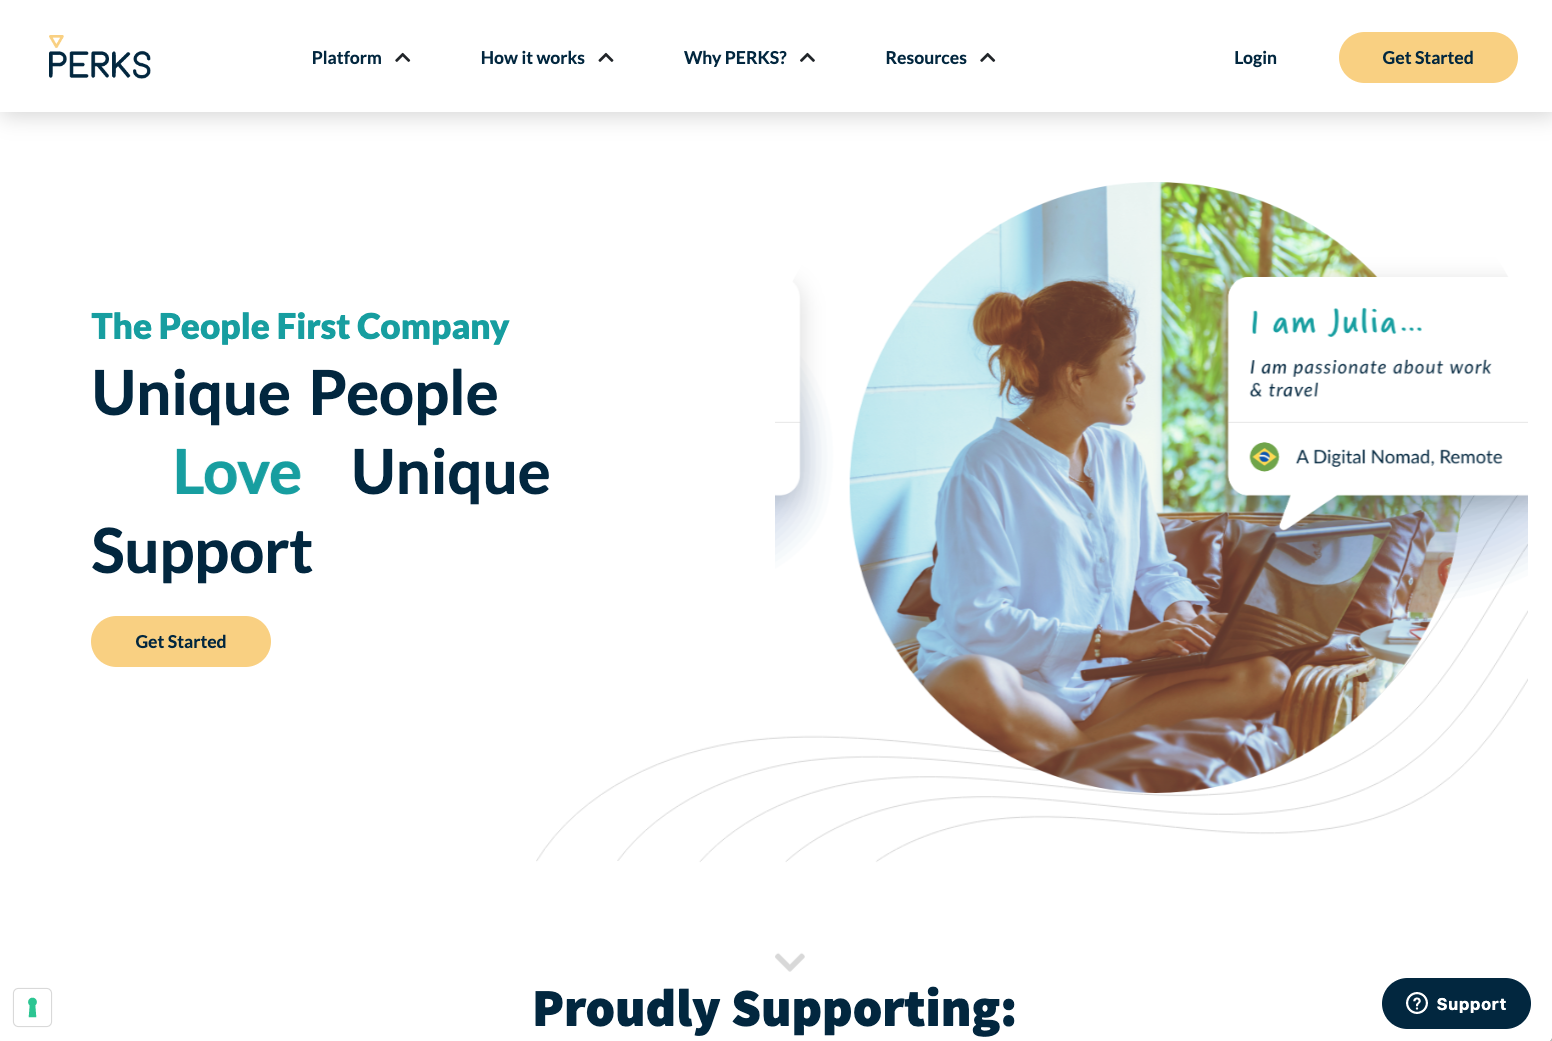 PERKS
Platform
How it works
Why PERKS?
Resources
Login
Get Started
The People First Company
Unique People
Love Unique
Support
Get Started
I am Julia...
I am passionate about work
& travel
A Digital Nomad, Remote
Proudly Supporting:
Support